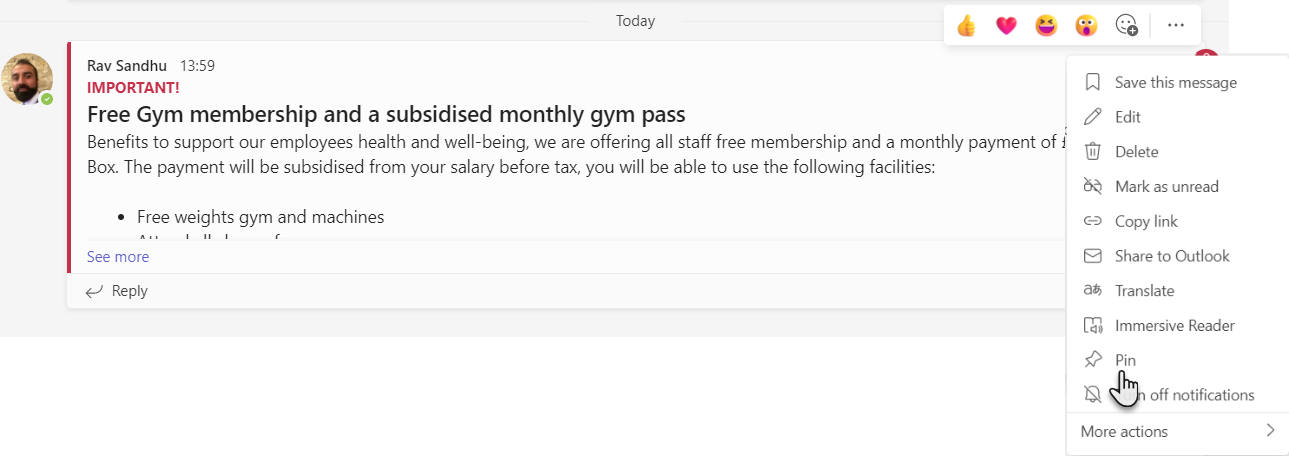 Today
Rav Sandhu 13:59
IMPORTANT!
Free Gym membership and a subsidised monthly gym pass
Benefits to support our employees health and well-being, we are offering all staff free membership and a monthly payment of
Box. The payment will be subsidised from your salary before tax, you will be able to use the following facilities:
• Free weights gym and machines
See more
Reply
Save this message
Edit
Delete
Mark as unread
Copy link
Share to Outlook
Translate
Immersive Reader
Pin
off notifications
More actions